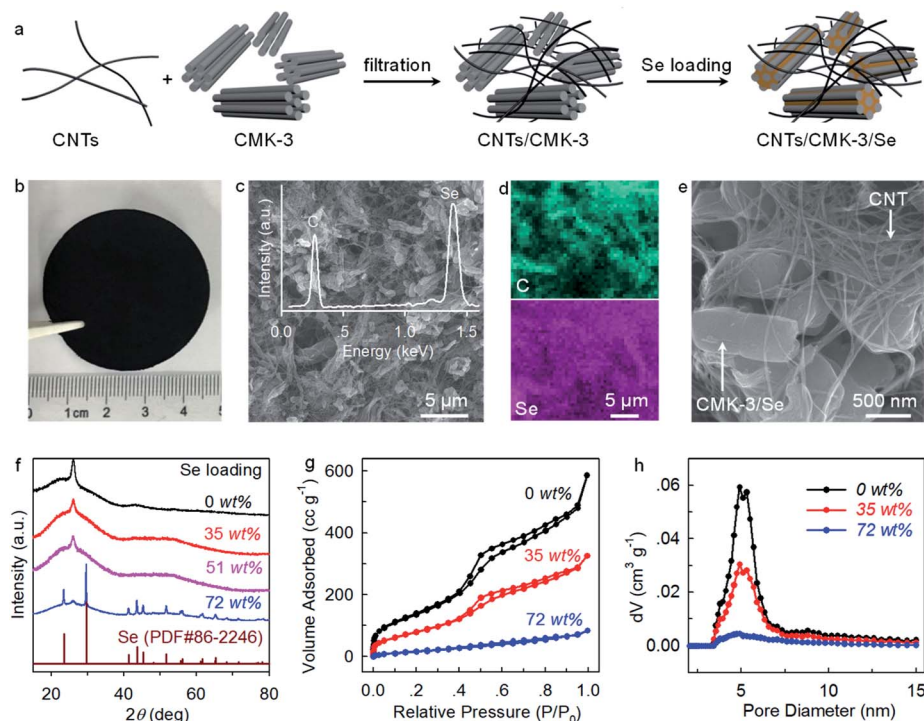 a
CNTs
+
CMK-3
filtration
CNTs/CMK-3
Se loading
CNTs/CMK-3/Se
b
0 1cm 2 3 4 5
c
Intensity (a.u.)
C
Se
0.0 .5 1.0 1.5
Energy (keV)
5 μm
d
C
Se
5 μm
e
CNT
CMK-3/Se
500 nm
f
Se loading
0 wt%
35 wt%
51 wt%
72 wt%
Se (PDF#86-2246)
Intensity (a.u.)
20 40 60 80
2θ (deg)
g
600
400
200
0
Volume Adsorbed (cc g⁻¹)
0 wt%
35 wt%
72 wt%
0.0 .2 .4 .6 .8 1.0
Relative Pressure (P/P₀)
h
0 wt%
35 wt%
72 wt%
.06
.04
.02
0.00
dV (cm³ g⁻¹)
5 10 15
Pore Diameter (nm)